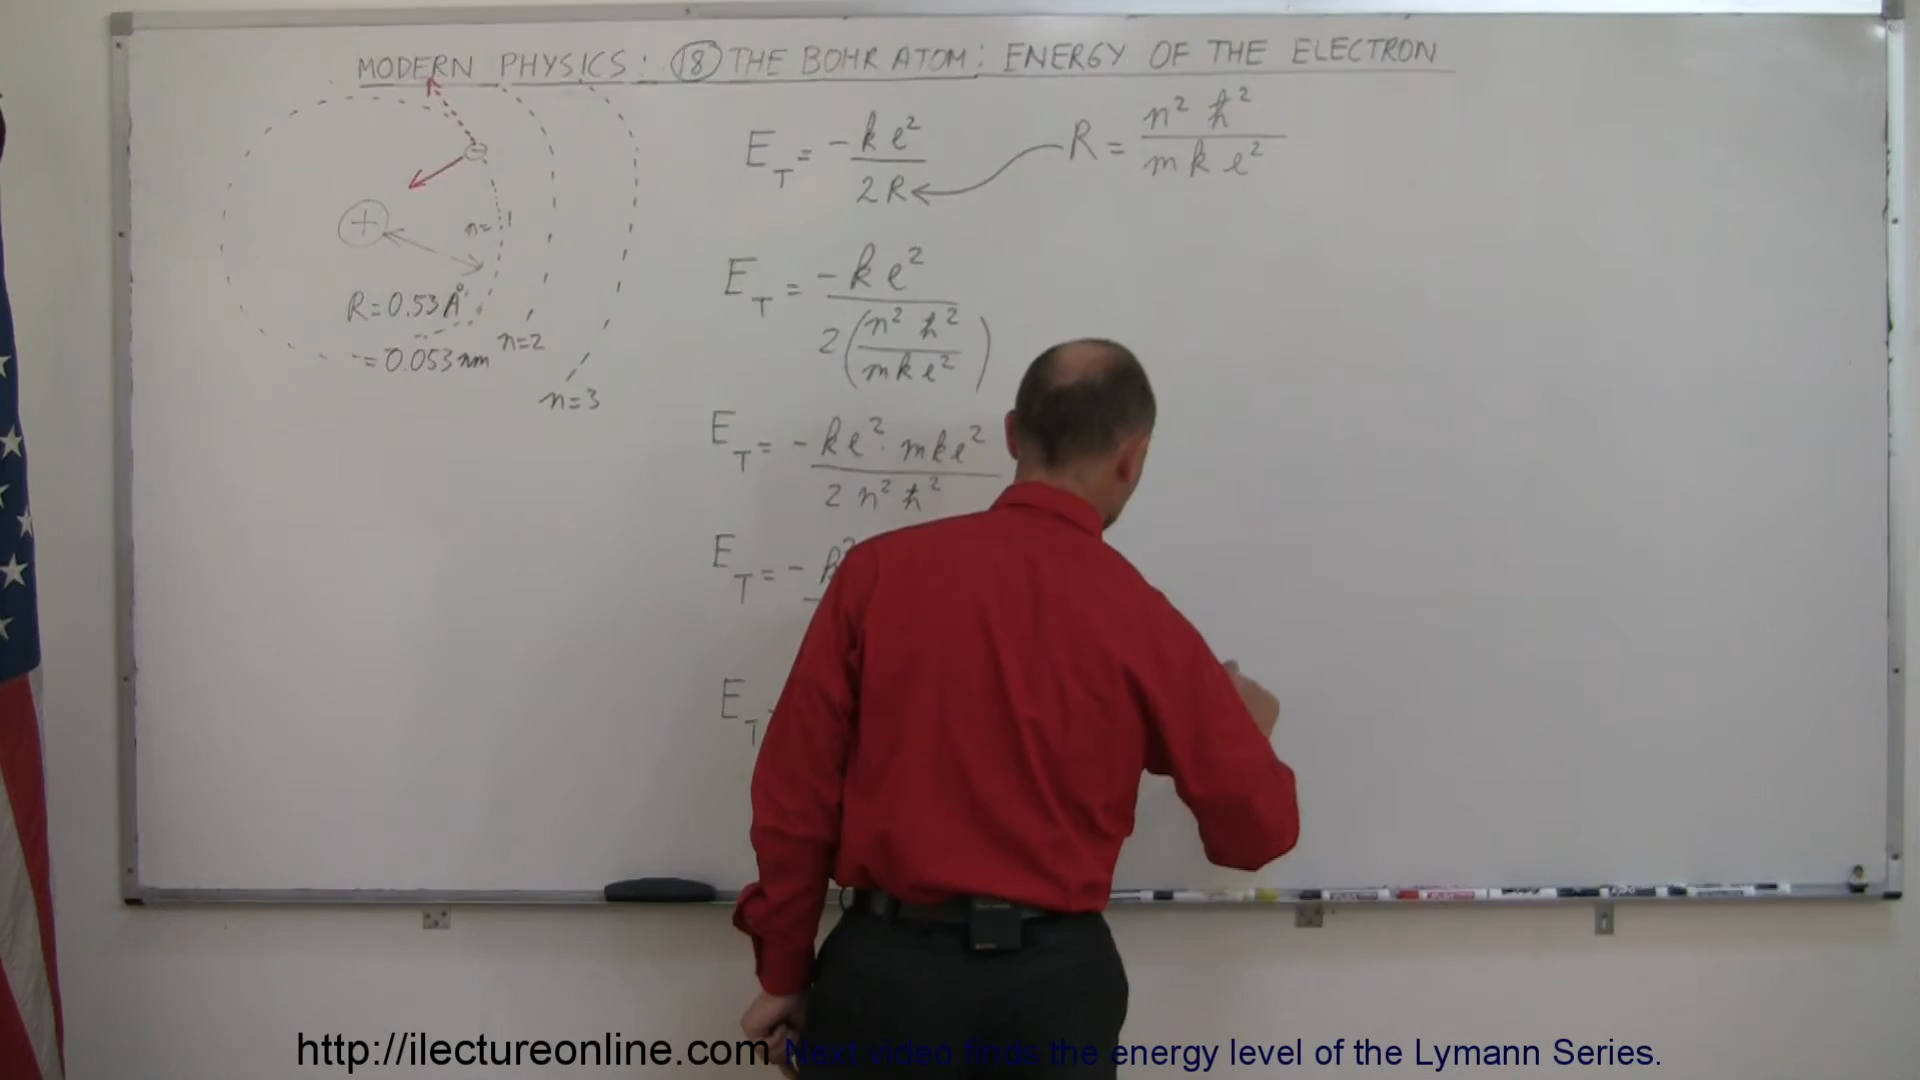 MODERN PHYSICS: 18 THE BOHR ATOM: ENERGY OF THE ELECTRON
E_T = -ke²/2R
R = n²ħ²/mke²
+
-
n=1
R=0.53Å
=0.053nm
n=2
n=3
E_T = -ke²/2(n²ħ²/mke²)
E_T = -ke²·mke²/2n²ħ²
E_T = -k²
E_T
http://ilectureonline.com
Next video finds the energy level of the Lymann Series.